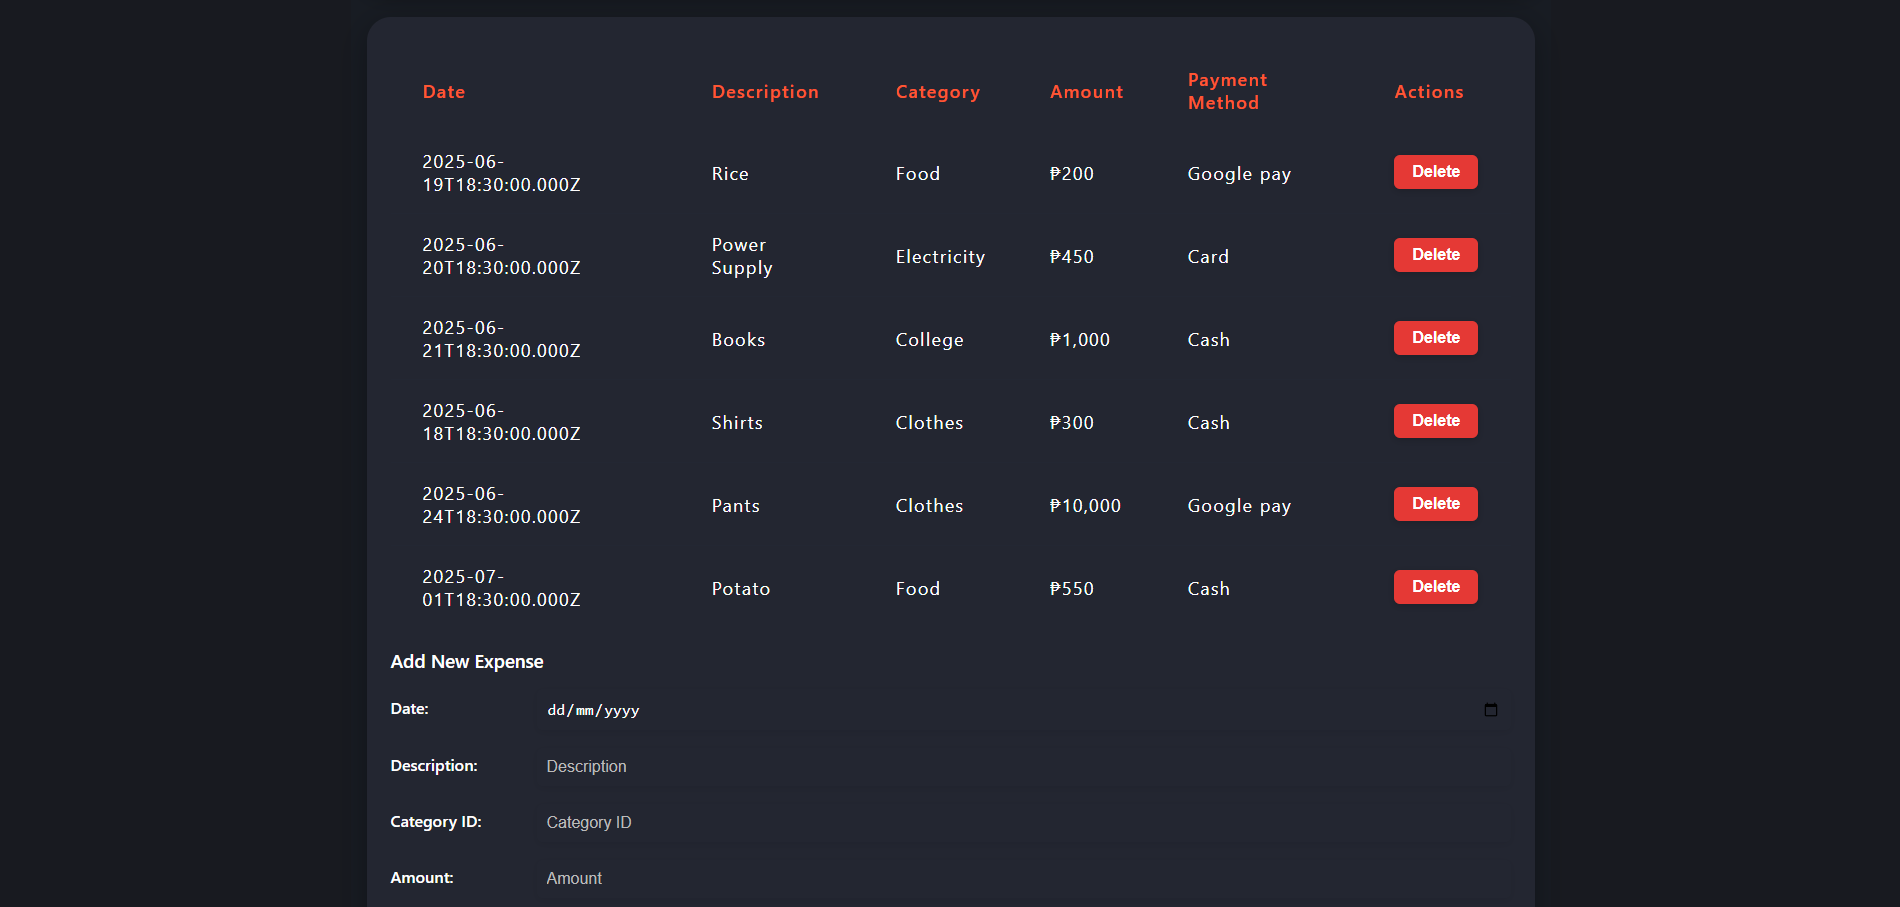 Date Description Category Amount Payment Method Actions
2025-06-19T18:30:00.000Z Rice Food ₱200 Google pay Delete
2025-06-20T18:30:00.000Z Power Supply Electricity ₱450 Card Delete
2025-06-21T18:30:00.000Z Books College ₱1,000 Cash Delete
2025-06-18T18:30:00.000Z Shirts Clothes ₱300 Cash Delete
2025-06-24T18:30:00.000Z Pants Clothes ₱10,000 Google pay Delete
2025-07-01T18:30:00.000Z Potato Food ₱550 Cash Delete
Add New Expense
Date: dd/mm/yyyy
Description: Description
Category ID: Category ID
Amount: Amount